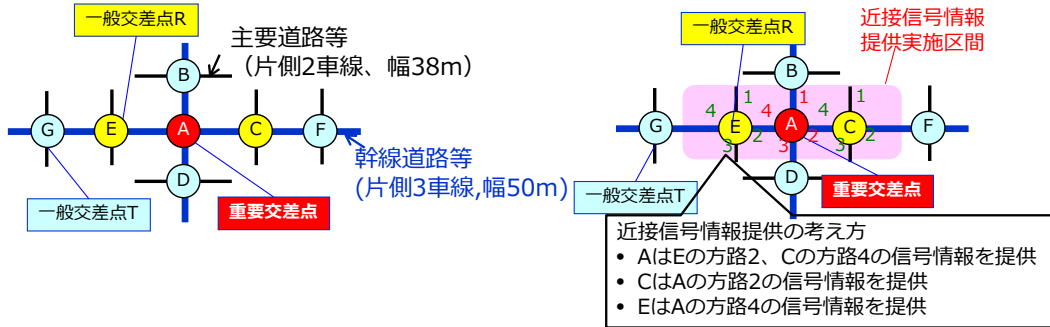 一般交差点R
主要道路等
（片側2車線、幅38m）
B
G
E
A
C
F
D
幹線道路等
(片側3車線,幅50m)
一般交差点T
重要交差点
一般交差点R
近接信号情報
提供実施区間
B
1
1
4
4
4
1
G
E
A
C
F
2
2
2
3
3
3
D
一般交差点T
重要交差点
近接信号情報提供の考え方
• AはEの方路2、Cの方路4の信号情報を提供
• CはAの方路2の信号情報を提供
• EはAの方路4の信号情報を提供